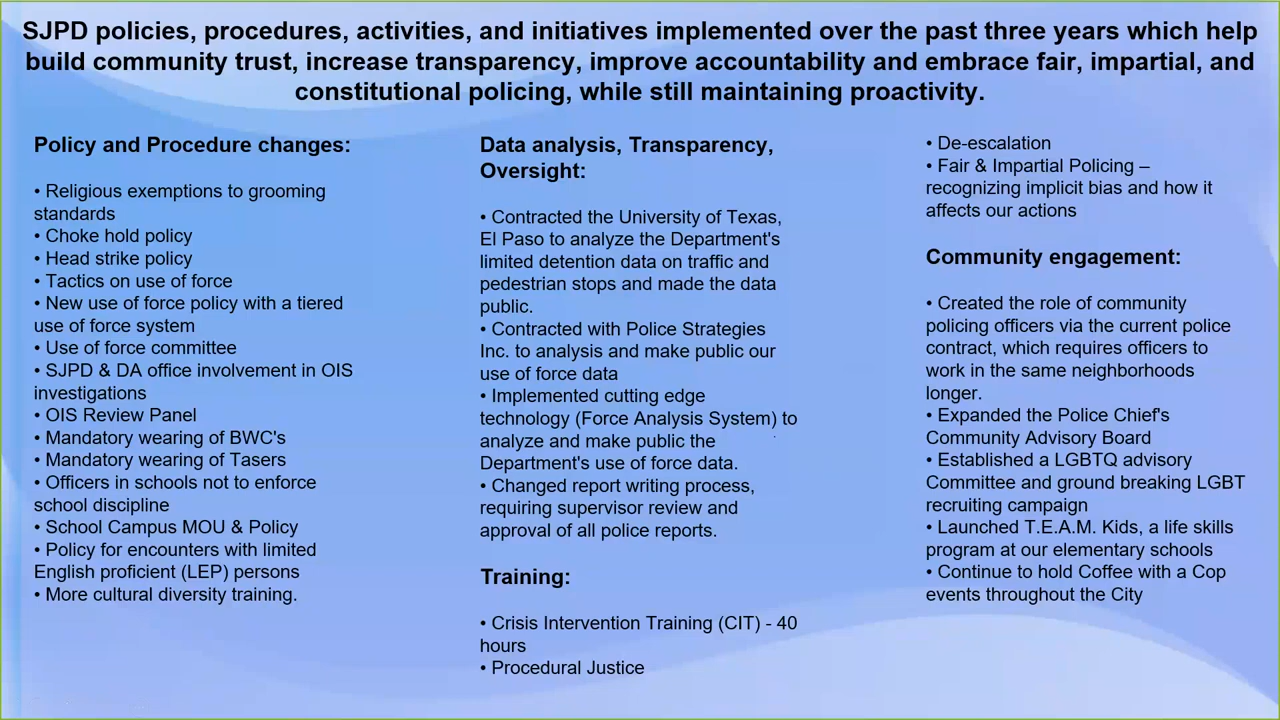 SJPD policies, procedures, activities, and initiatives implemented over the past three years which help
build community trust, increase transparency, improve accountability and embrace fair, impartial, and
constitutional policing, while still maintaining proactivity.
Policy and Procedure changes:
• Religious exemptions to grooming
standards
• Choke hold policy
• Head strike policy
• Tactics on use of force
• New use of force policy with a tiered
use of force system
• Use of force committee
• SJPD & DA office involvement in OIS
investigations
• OIS Review Panel
• Mandatory wearing of BWC's
• Mandatory wearing of Tasers
• Officers in schools not to enforce
school discipline
• School Campus MOU & Policy
• Policy for encounters with limited
English proficient (LEP) persons
• More cultural diversity training.
Data analysis, Transparency,
Oversight:
• Contracted the University of Texas,
El Paso to analyze the Department's
limited detention data on traffic and
pedestrian stops and made the data
public.
• Contracted with Police Strategies
Inc. to analysis and make public our
use of force data
• Implemented cutting edge
technology (Force Analysis System) to
analyze and make public the
Department's use of force data.
• Changed report writing process,
requiring supervisor review and
approval of all police reports.
Training:
• Crisis Intervention Training (CIT) - 40
hours
• Procedural Justice
• De-escalation
• Fair & Impartial Policing –
recognizing implicit bias and how it
affects our actions
Community engagement:
• Created the role of community
policing officers via the current police
contract, which requires officers to
work in the same neighborhoods
longer.
• Expanded the Police Chief's
Community Advisory Board
• Established a LGBTQ advisory
Committee and ground breaking LGBT
recruiting campaign
• Launched T.E.A.M. Kids, a life skills
program at our elementary schools
• Continue to hold Coffee with a Cop
events throughout the City